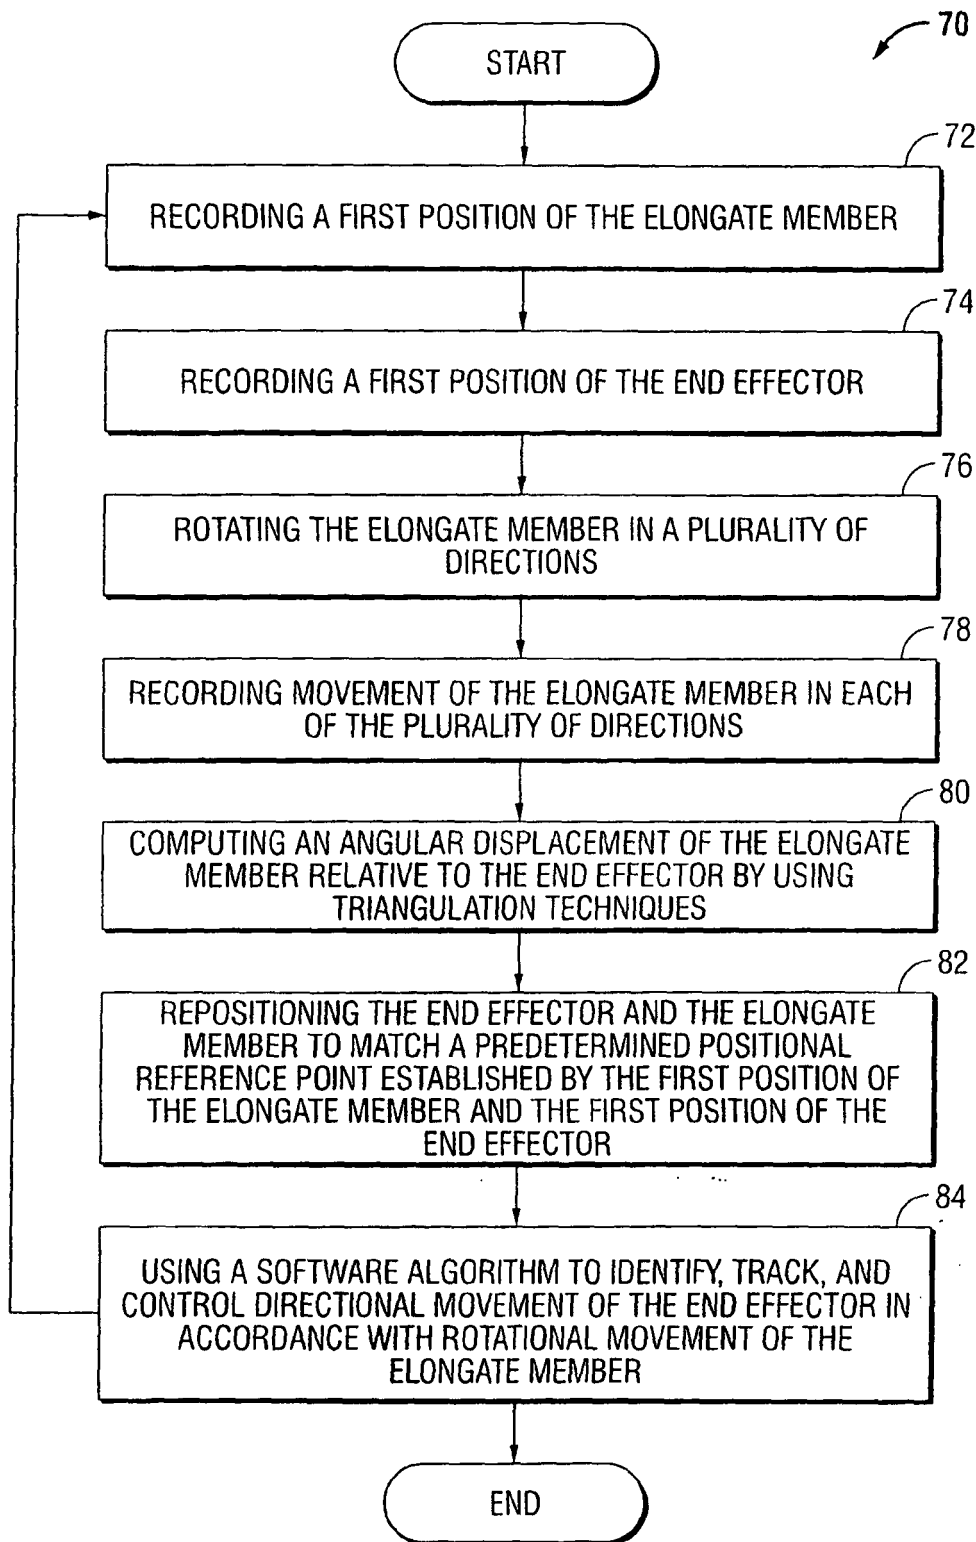 70
START
72
RECORDING A FIRST POSITION OF THE ELONGATE MEMBER
74
RECORDING A FIRST POSITION OF THE END EFFECTOR
76
ROTATING THE ELONGATE MEMBER IN A PLURALITY OF
DIRECTIONS
78
RECORDING MOVEMENT OF THE ELONGATE MEMBER IN EACH
OF THE PLURALITY OF DIRECTIONS
80
COMPUTING AN ANGULAR DISPLACEMENT OF THE ELONGATE
MEMBER RELATIVE TO THE END EFFECTOR BY USING
TRIANGULATION TECHNIQUES
82
REPOSITIONING THE END EFFECTOR AND THE ELONGATE
MEMBER TO MATCH A PREDETERMINED POSITIONAL
REFERENCE POINT ESTABLISHED BY THE FIRST POSITION OF
THE ELONGATE MEMBER AND THE FIRST POSITION OF THE
END EFFECTOR
84
USING A SOFTWARE ALGORITHM TO IDENTIFY, TRACK, AND
CONTROL DIRECTIONAL MOVEMENT OF THE END EFFECTOR IN
ACCORDANCE WITH ROTATIONAL MOVEMENT OF THE
ELONGATE MEMBER
END